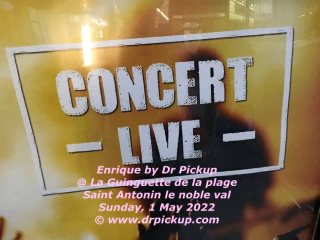 CONCERT
– LIVE –
Enrique by Dr Pickup
@ La Guinguette de la plage
Saint Antonin le noble val
Sunday, 1 May 2022
© www.drpickup.com